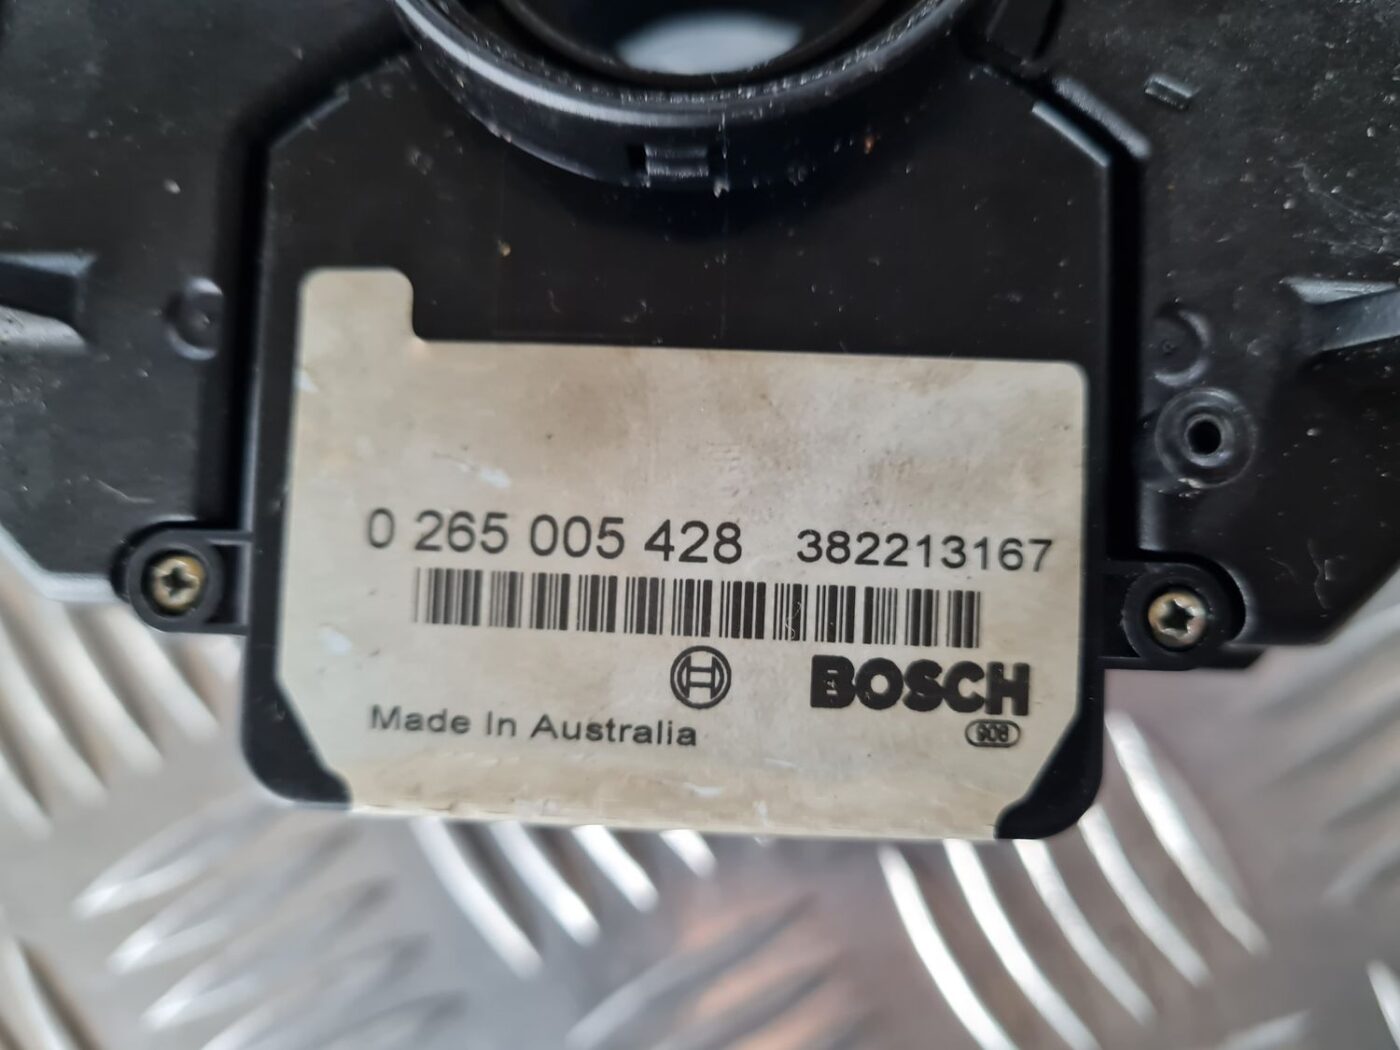 0 265 005 428 382213167
BOSCH
Made In Australia